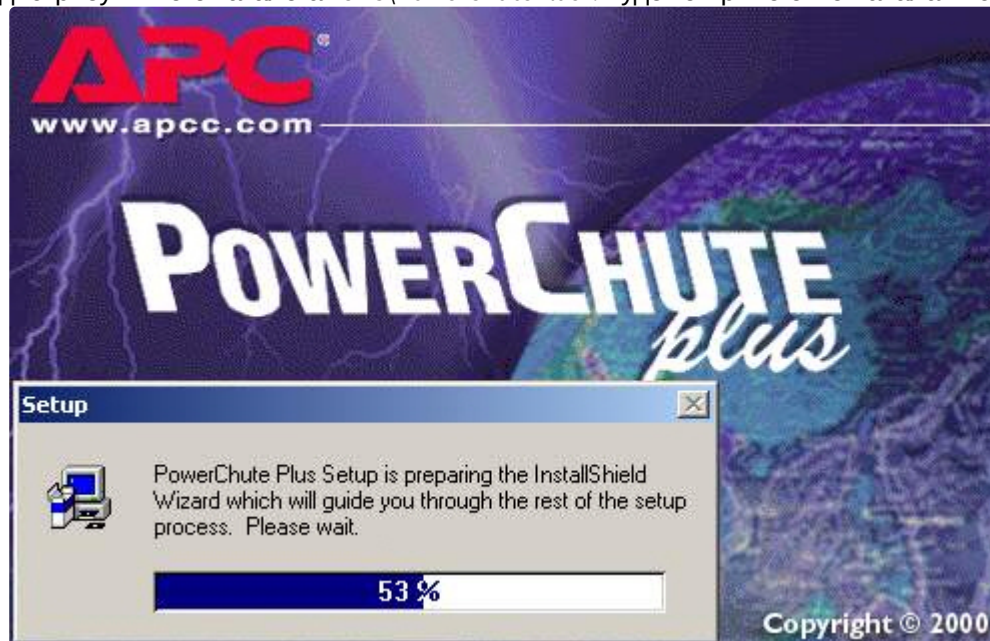 APC®
www.apcc.com
POWERCHUTE
plus
Setup
PowerChute Plus Setup is preparing the InstallShield
Wizard which will guide you through the rest of the setup
process. Please wait.
53 %
Copyright © 2000